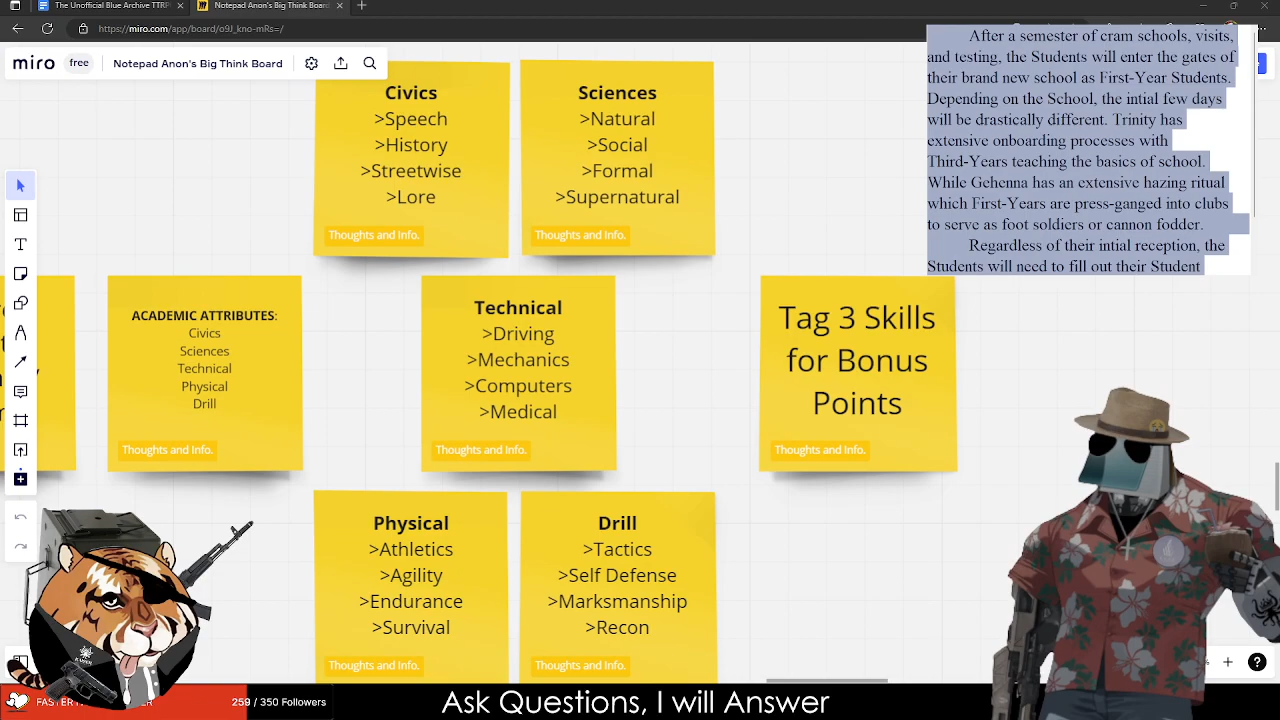 The Unofficial Blue Archive TTRPG
Notepad Anon's Big Think Board
https://miro.com/app/board/o9J_kno-mRs=/
miro
free
Notepad Anon's Big Think Board
Civics
>Speech
>History
>Streetwise
>Lore
Thoughts and Info.
Sciences
>Natural
>Social
>Formal
>Supernatural
Thoughts and Info.
After a semester of cram schools, visits,
and testing, the Students will enter the gates of
their brand new school as First-Year Students.
Depending on the School, the intial few days
will be drastically different. Trinity has
extensive onboarding processes with
Third-Years teaching the basics of school.
While Gehenna has an extensive hazing ritual
which First-Years are press-ganged into clubs
to serve as foot soldiers or cannon fodder.
Regardless of their intial reception, the
Students will need to fill out their Student
ACADEMIC ATTRIBUTES:
Civics
Sciences
Technical
Physical
Drill
Thoughts and Info.
Technical
>Driving
>Mechanics
>Computers
>Medical
Thoughts and Info.
Tag 3 Skills
for Bonus
Points
Thoughts and Info.
Physical
>Athletics
>Agility
>Endurance
>Survival
Thoughts and Info.
Drill
>Tactics
>Self Defense
>Marksmanship
>Recon
Thoughts and Info.
259 / 350 Followers
Ask Questions, I will Answer